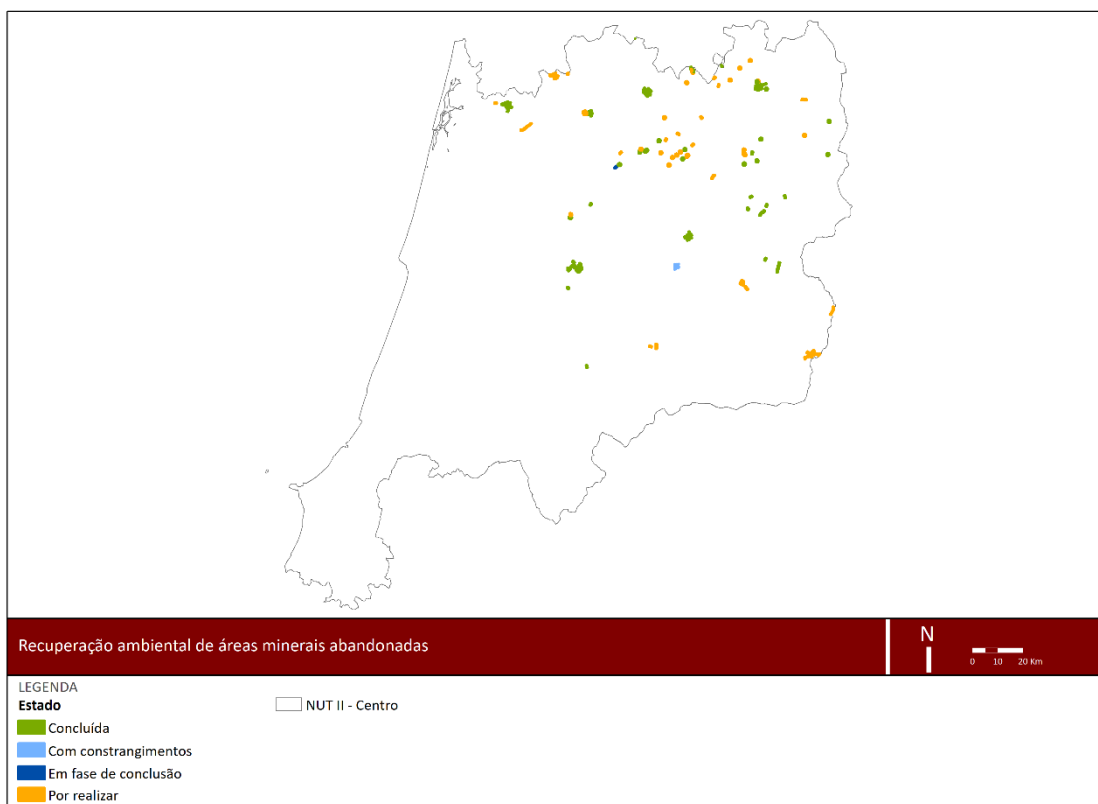 Recuperação ambiental de áreas minerais abandonadas
N
0 10 20 Km
LEGENDA
Estado
NUT II - Centro
Concluída
Com constrangimentos
Em fase de conclusão
Por realizar